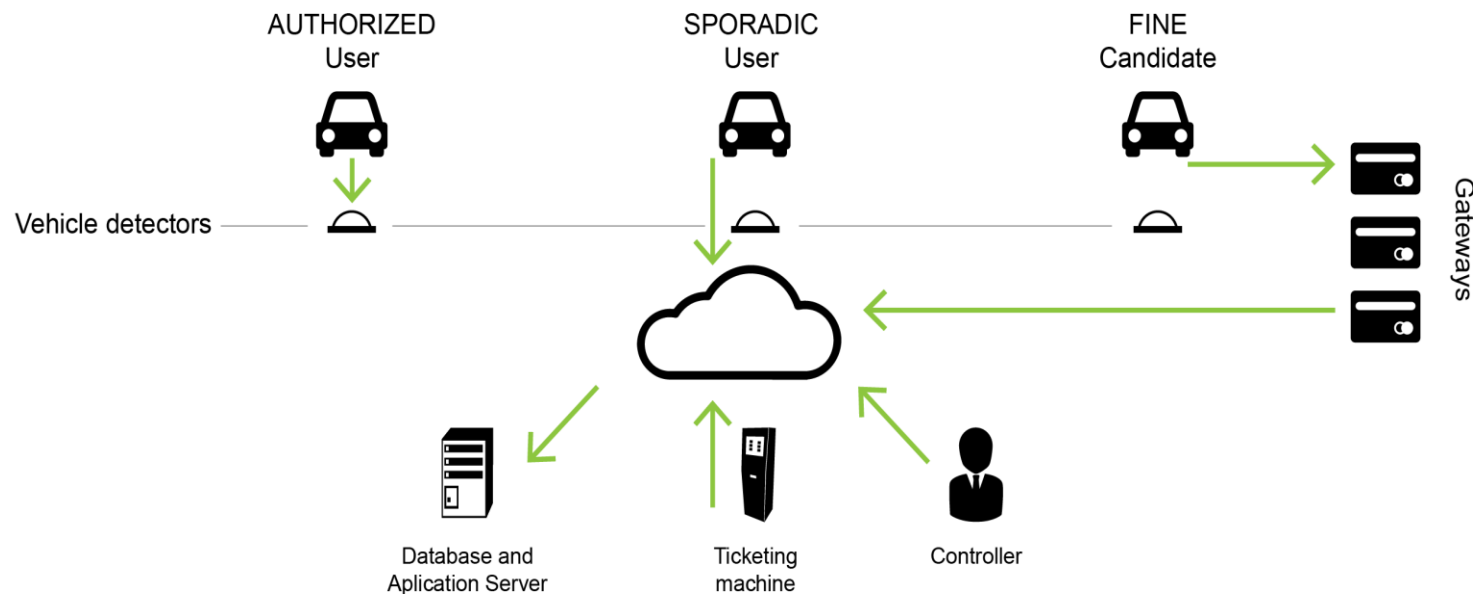 AUTHORIZED
User
SPORADIC
User
FINE
Candidate
Vehicle detectors
Gateways
Database and
Aplication Server
Ticketing
machine
Controller